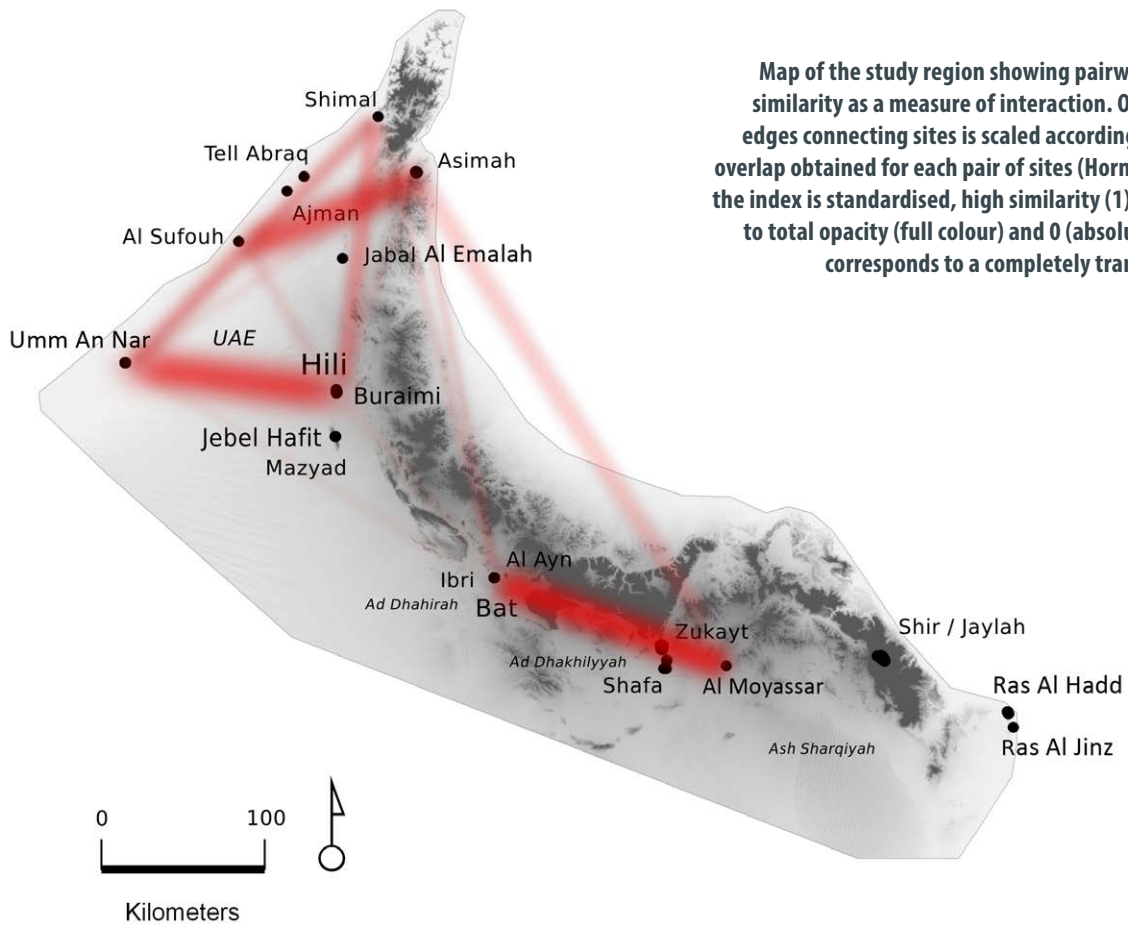 Map of the study region showing pairw
similarity as a measure of interaction. O
edges connecting sites is scaled according
overlap obtained for each pair of sites (Horn
the index is standardised, high similarity (1)
to total opacity (full colour) and 0 (absolu
corresponds to a completely tran
Shimal
Tell Abraq
Asimah
Ajman
Al Sufouh
Jabal Al Emalah
Umm An Nar
UAE
Hili
Buraimi
Jebel Hafit
Mazyad
Al Ayn
Ibri
Ad Dhahirah
Bat
Zukayt
Shir / Jaylah
Ad Dhakhilyyah
Shafa
Al Moyassar
Ras Al Hadd
Ash Sharqiyah
Ras Al Jinz
0 100
Kilometers